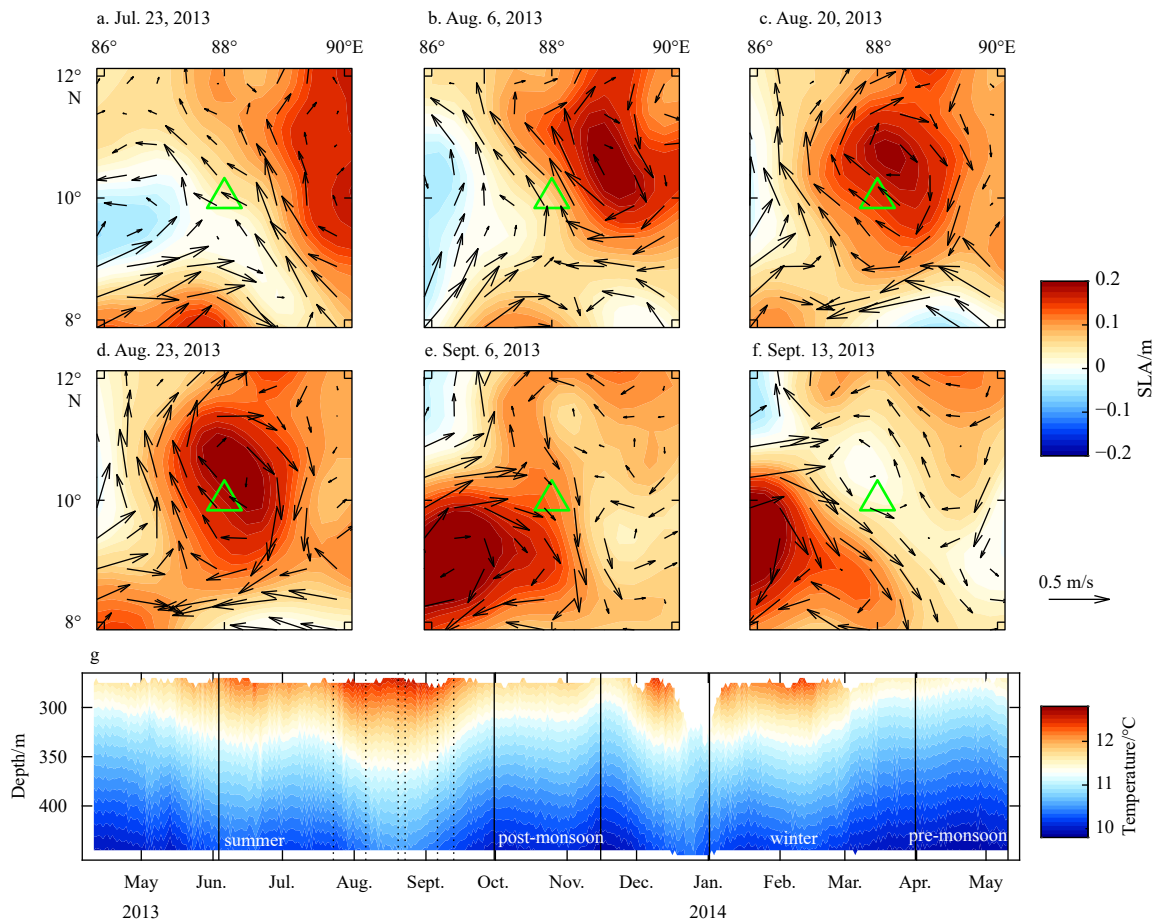 a. Jul. 23, 2013
b. Aug. 6, 2013
c. Aug. 20, 2013
86° 88° 90°E
86° 88° 90°E
86° 88° 90°E
12°
N
10°
8°
d. Aug. 23, 2013
e. Sept. 6, 2013
f. Sept. 13, 2013
12°
N
10°
8°
0.2
0.1
0
−0.1
−0.2
SLA/m
0.5 m/s
g
Depth/m
300
350
400
summer
post-monsoon
winter
pre-monsoon
12
11
10
Temperature/°C
May Jun. Jul. Aug. Sept. Oct. Nov. Dec. Jan. Feb. Mar. Apr. May
2013 2014